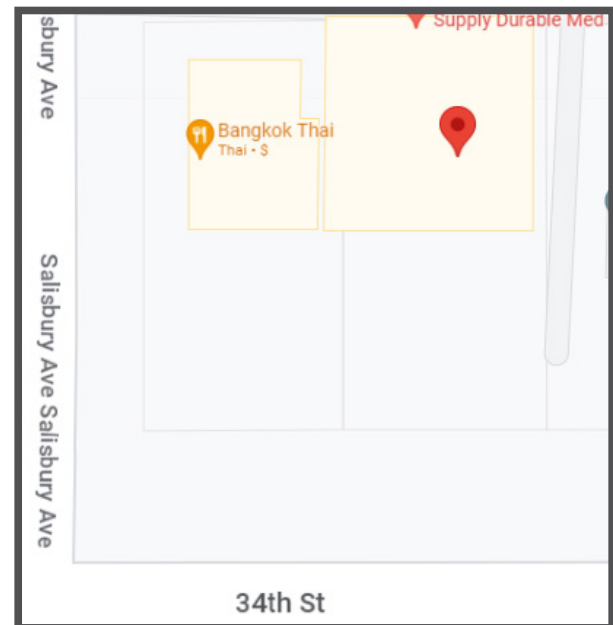 Supply Durable Med
sbury Ave
Bangkok Thai
Thai • $
Salisbury Ave Salisbury Ave
34th St